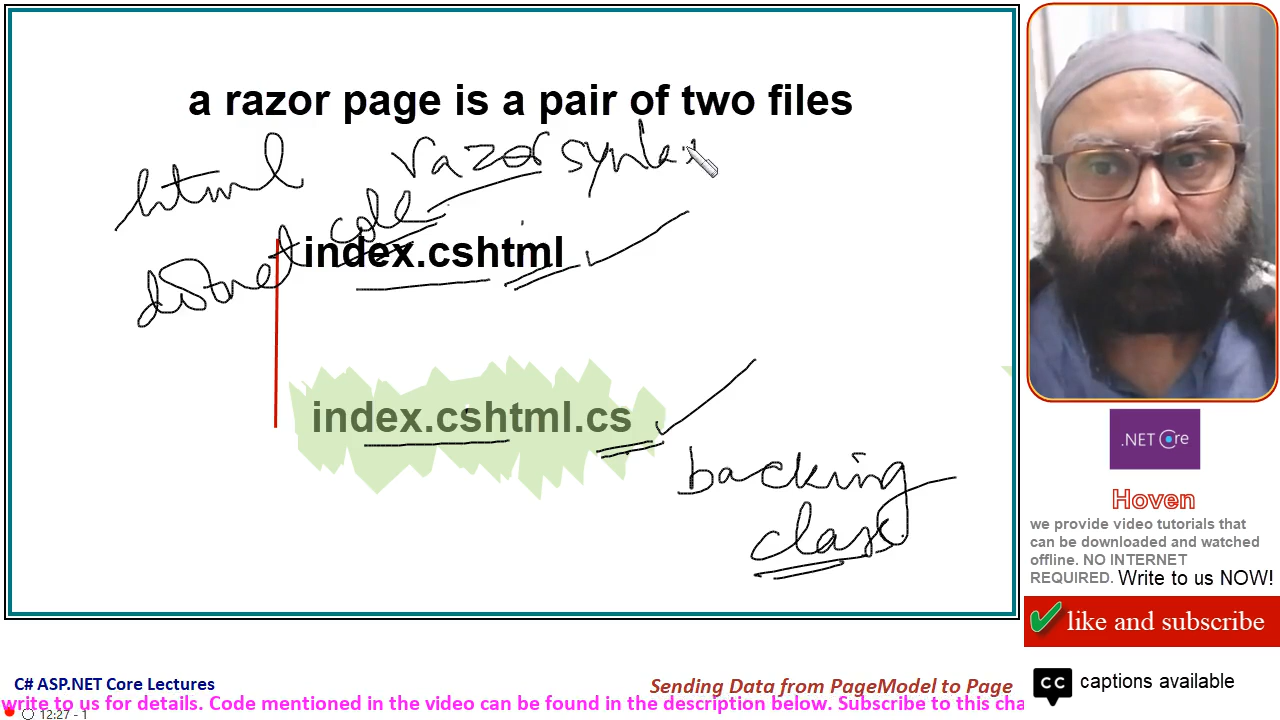 a razor page is a pair of two files
html
razor syntax
dotnet code
index.cshtml
index.cshtml.cs
backing
class
.NET Core
Hoven
we provide video tutorials that
can be downloaded and watched
offline. NO INTERNET
REQUIRED. Write to us NOW!
like and subscribe
CC captions available
C# ASP.NET Core Lectures
Sending Data from PageModel to Page
write to us for details. Code mentioned in the video can be found in the description below. Subscribe to this cha
12:27 - 1